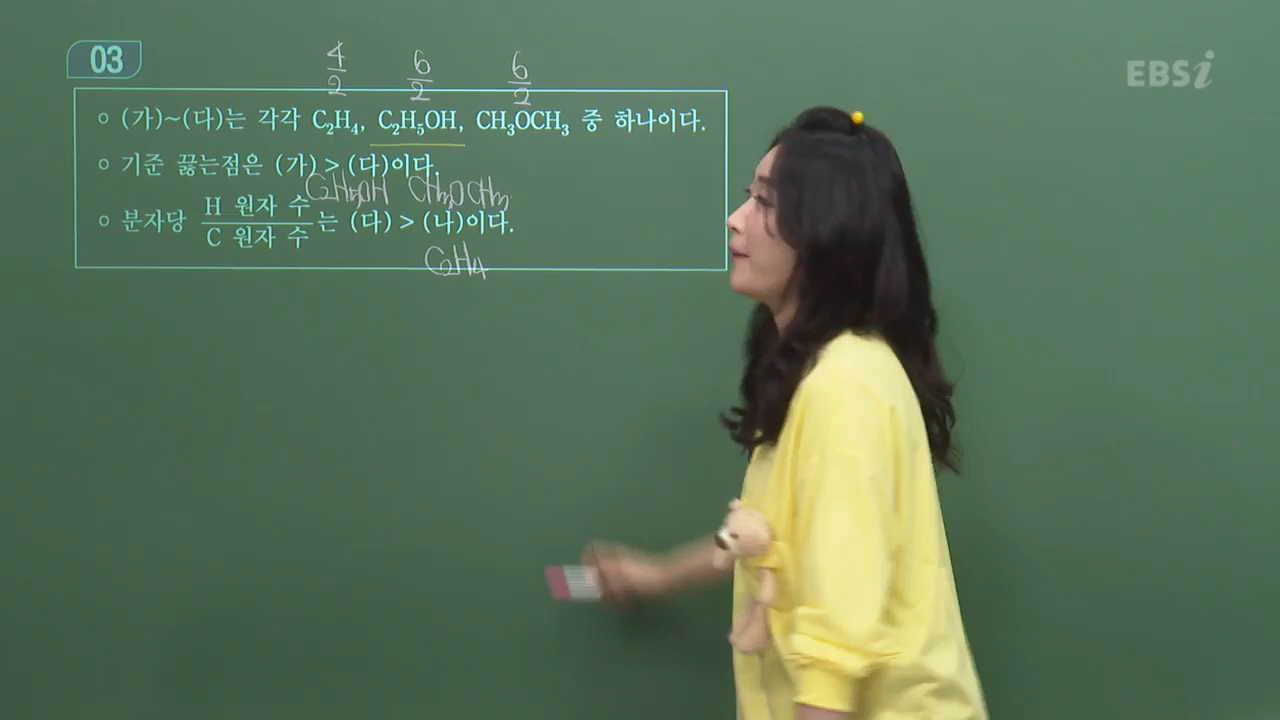 03
EBSi
4/2 6/2 6/2
◦ (가)~(다)는 각각 C₂H₄, C₂H₅OH, CH₃OCH₃ 중 하나이다.
◦ 기준 끓는점은 (가) > (다)이다.
C₂H₅OH CH₃OCH₃
◦ 분자당 H 원자 수/C 원자 수 는 (다) > (나)이다.
C₂H₄